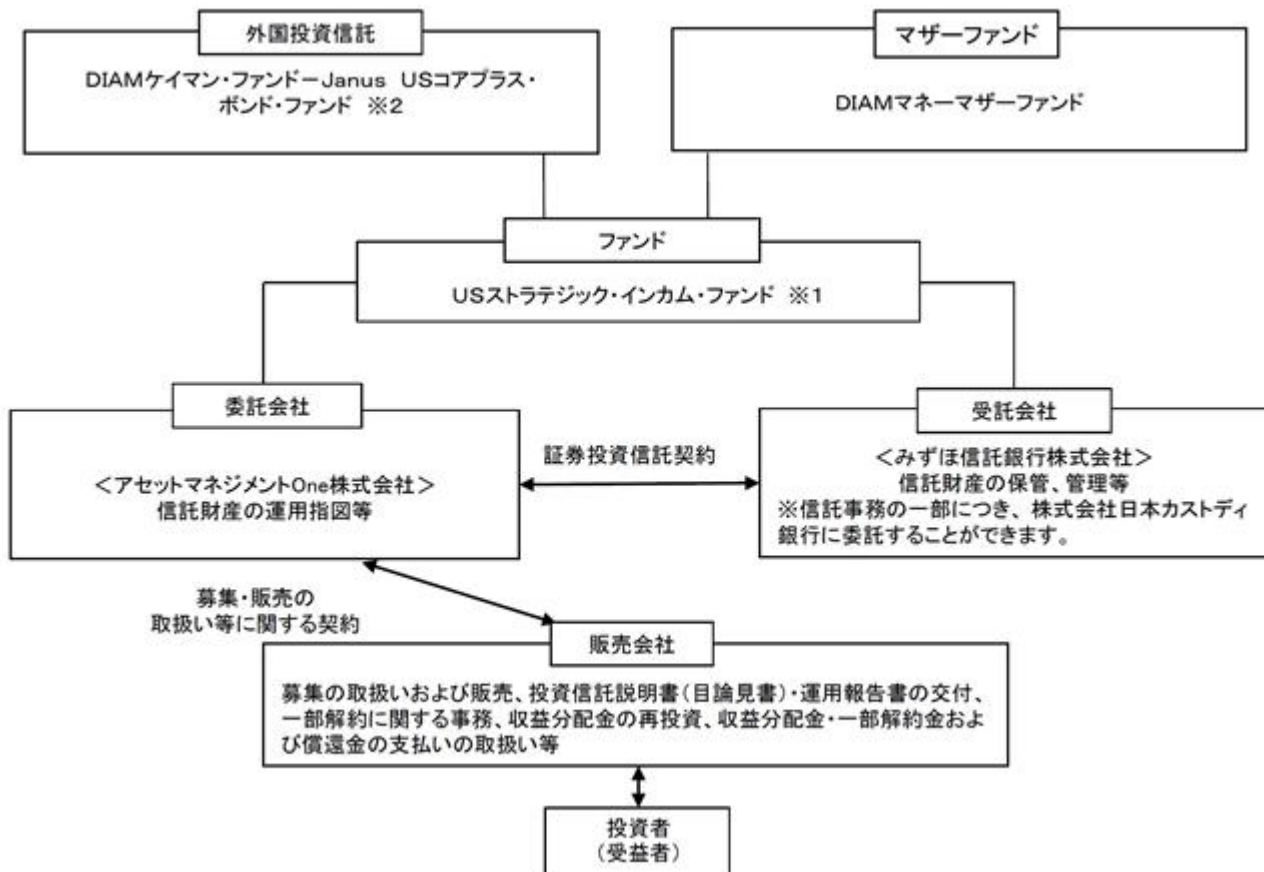 外国投資信託
DIAMケイマン・ファンドーJanus USコアプラス・
ボンド・ファンド ※2
マザーファンド
DIAMマネーマザーファンド
ファンド
USストラテジック・インカム・ファンド ※1
委託会社
<アセットマネジメントOne株式会社>
信託財産の運用指図等
証券投資信託契約
受託会社
<みずほ信託銀行株式会社>
信託財産の保管、管理等
※信託事務の一部につき、株式会社日本カストディ
銀行に委託することができます。
募集・販売の
取扱い等に関する契約
販売会社
募集の取扱いおよび販売、投資信託説明書(目論見書)・運用報告書の交付、
一部解約に関する事務、収益分配金の再投資、収益分配金・一部解約金およ
び償還金の支払いの取扱い等
投資者
(受益者)